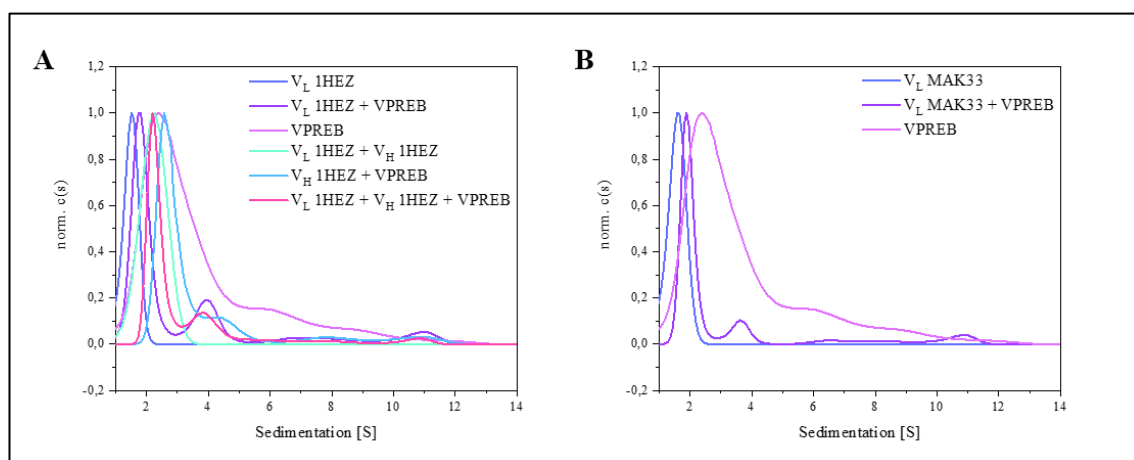 A
B
1,2
1,0
0,8
0,6
0,4
0,2
0,0
-0,2
norm. c(s)
2 4 6 8 10 12 14
Sedimentation [S]
V_L 1HEZ
V_L 1HEZ + VPREB
VPREB
V_L 1HEZ + V_H 1HEZ
V_H 1HEZ + VPREB
V_L 1HEZ + V_H 1HEZ + VPREB
1,2
1,0
0,8
0,6
0,4
0,2
0,0
-0,2
norm. c(s)
2 4 6 8 10 12 14
Sedimentation [S]
V_L MAK33
V_L MAK33 + VPREB
VPREB